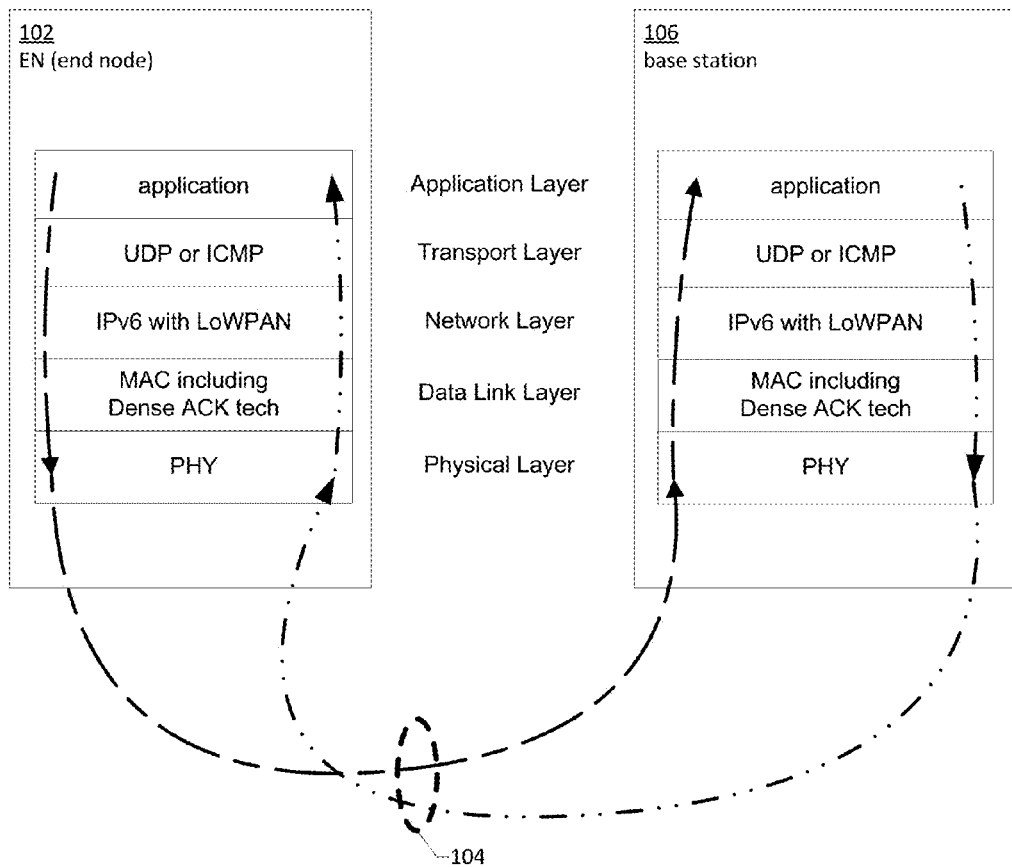 102
EN (end node)
106
base station
application
Application Layer
application
UDP or ICMP
Transport Layer
UDP or ICMP
IPv6 with LoWPAN
Network Layer
IPv6 with LoWPAN
MAC including
Dense ACK tech
Data Link Layer
MAC including
Dense ACK tech
PHY
Physical Layer
PHY
104